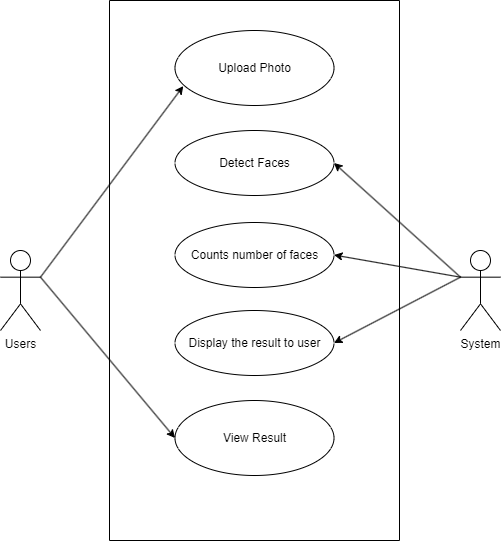 Upload Photo
Detect Faces
Counts number of faces
Users
System
Display the result to user
View Result